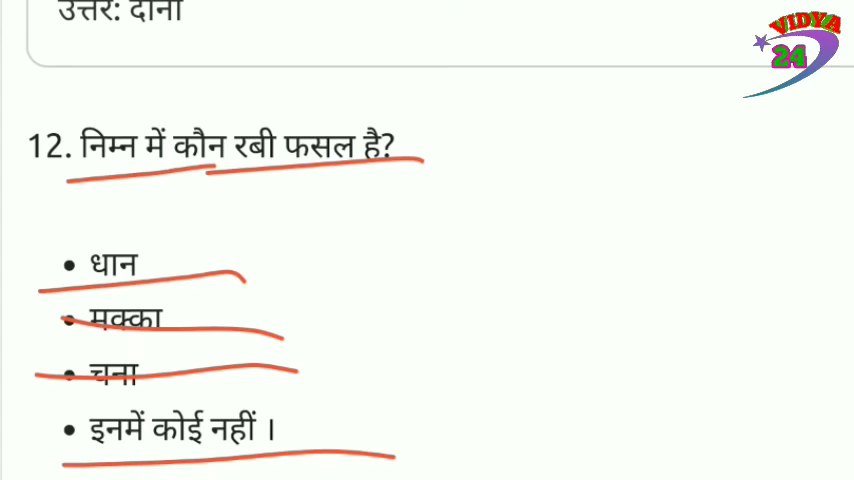 उत्तर: दोनों
VIDYA
24
12. निम्न में कौन रबी फसल है?
• धान
• मक्का
• चना
• इनमें कोई नहीं ।